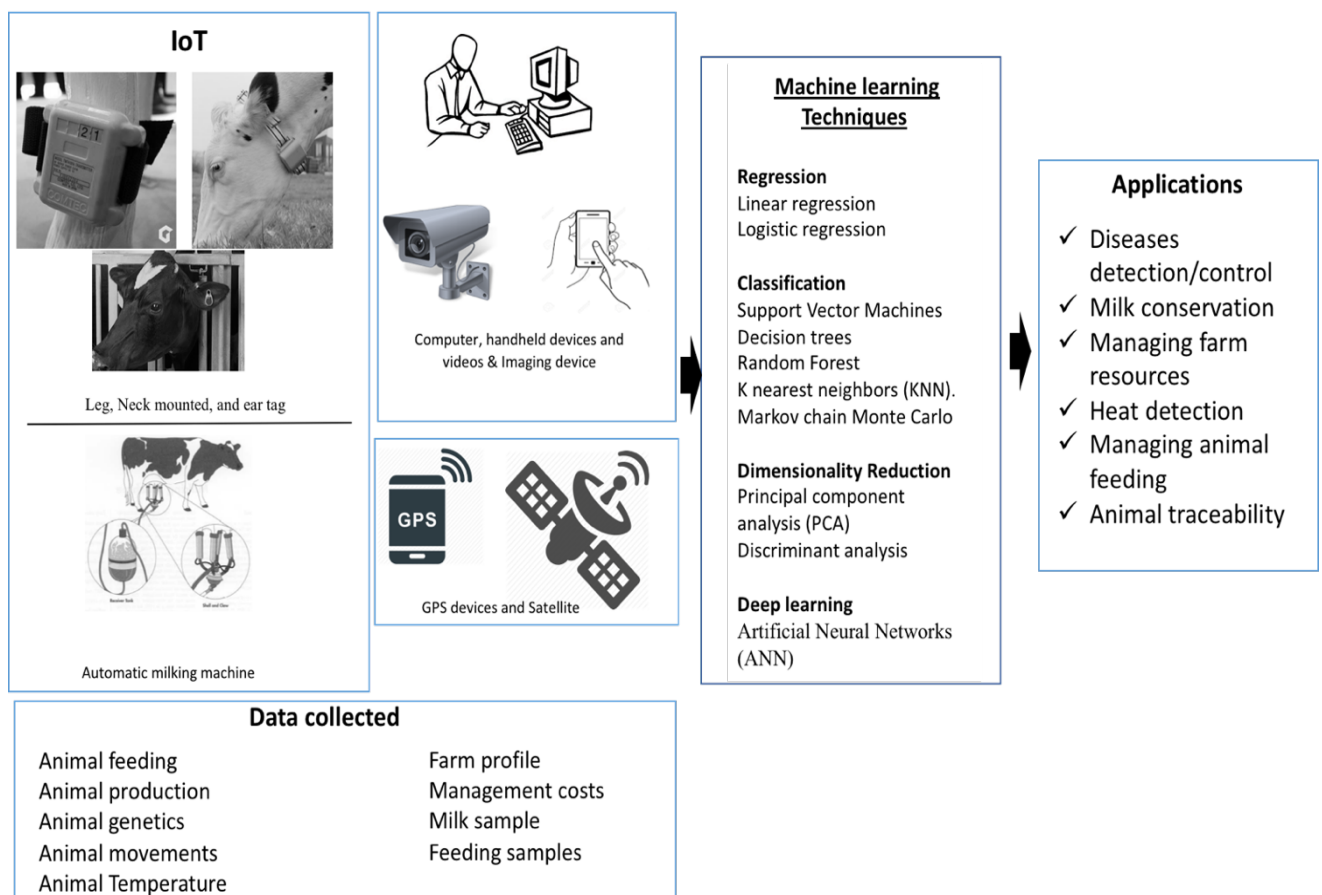 IoT
21
G
Leg, Neck mounted, and ear tag
Automatic milking machine
Computer, handheld devices and
videos & Imaging device
GPS
GPS devices and Satellite
Machine learning
Techniques
Regression
Linear regression
Logistic regression
Classification
Support Vector Machines
Decision trees
Random Forest
K nearest neighbors (KNN).
Markov chain Monte Carlo
Dimensionality Reduction
Principal component
analysis (PCA)
Discriminant analysis
Deep learning
Artificial Neural Networks
(ANN)
Applications
✓ Diseases
detection/control
✓ Milk conservation
✓ Managing farm
resources
✓ Heat detection
✓ Managing animal
feeding
✓ Animal traceability
Data collected
Animal feeding
Animal production
Animal genetics
Animal movements
Animal Temperature
Farm profile
Management costs
Milk sample
Feeding samples